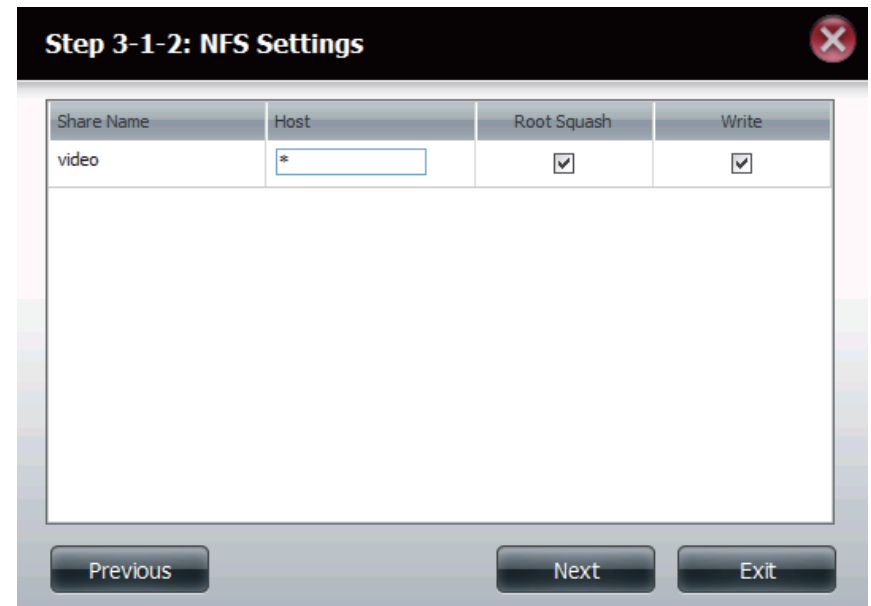 Step 3-1-2: NFS Settings
Share Name Host Root Squash Write
video *
Previous Next Exit